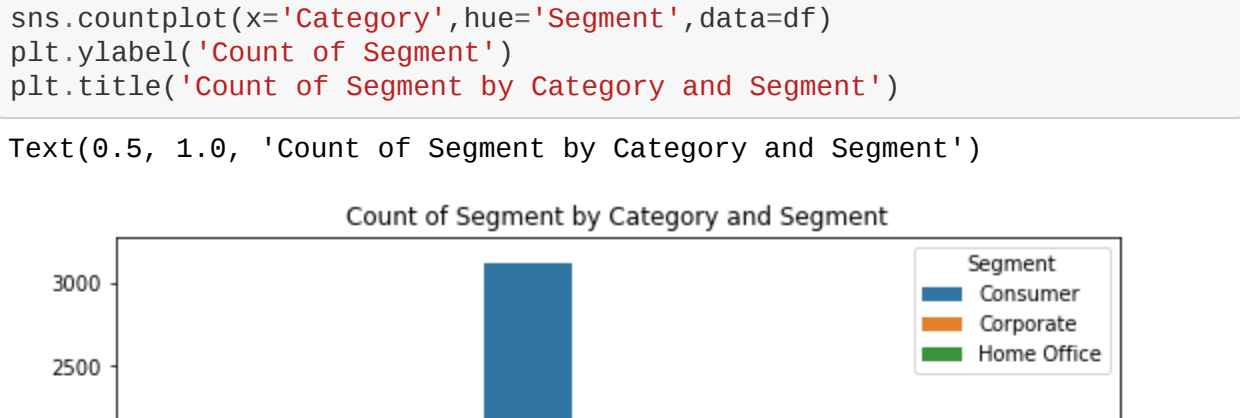 sns.countplot(x='Category',hue='Segment',data=df)
plt.ylabel('Count of Segment')
plt.title('Count of Segment by Category and Segment')
Text(0.5, 1.0, 'Count of Segment by Category and Segment')
Count of Segment by Category and Segment
Segment
3000
Consumer
Corporate
Home Office
2500